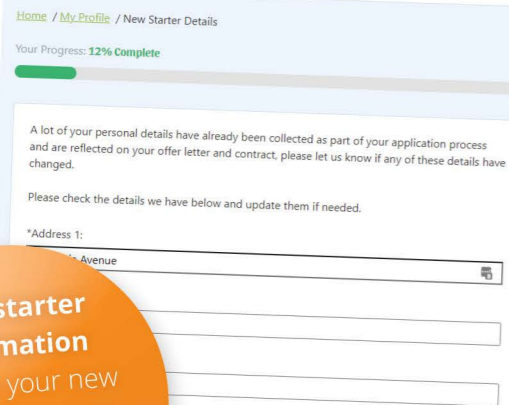 Home / My Profile / New Starter Details
Your Progress: 12% Complete
A lot of your personal details have already been collected as part of your application process
and are reflected on your offer letter and contract, please let us know if any of these details have
changed.
Please check the details we have below and update them if needed.
*Address 1:
Avenue
starter
your new